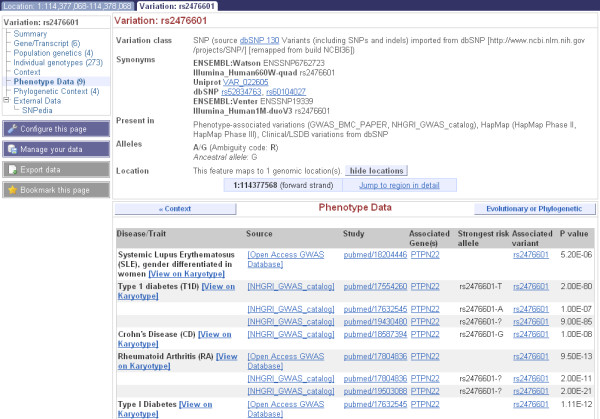 Location: 1:114,377,068-114,378,068
Variation: rs2476601
Variation: rs2476601
Summary
Gene/Transcript (6)
Population genetics (4)
Individual genotypes (273)
Context
Phenotype Data (9)
Phylogenetic Context (4)
External Data
SNPedia
Configure this page
Manage your data
Export data
Bookmark this page
Variation: rs2476601
Variation class SNP (source dbSNP 130 Variants (including SNPs and indels) imported from dbSNP [http://www.ncbi.nlm.nih.gov
/projects/SNP/] [remapped from build NCBI36])
Synonyms
ENSEMBL:Watson ENSSNP6762723
Illumina_Human660W-quad rs2476601
Uniprot VAR_022605
dbSNP rs52834763, rs60104027
ENSEMBL:Venter ENSSNP19339
Illumina_Human1M-duoV3 rs2476601
Present in Phenotype-associated variations (GWAS_BMC_PAPER, NHGRI_GWAS_catalog), HapMap (HapMap Phase II,
HapMap Phase III), Clinical/LSDB variations from dbSNP
Alleles A/G (Ambiguity code: R)
Ancestral allele: G
Location This feature maps to 1 genomic location(s). hide locations
1:114377568 (forward strand) Jump to region in detail
« Context Phenotype Data Evolutionary or Phylogenetic
Disease/Trait Source Study Associated Gene(s) Strongest risk allele Associated variant P value
Systemic Lupus Erythematosus [Open Access GWAS pubmed/18204446 PTPN22 rs2476601 5.20E-06
(SLE), gender differentiated in Database]
women [View on Karyotype]
Type 1 diabetes (T1D) [View on [NHGRI_GWAS_catalog] pubmed/17554260 PTPN22 rs2476601-T rs2476601 2.00E-80
Karyotype]
[NHGRI_GWAS_catalog] pubmed/17632545 PTPN22 rs2476601-A rs2476601 1.00E-07
[NHGRI_GWAS_catalog] pubmed/19430480 PTPN22 rs2476601-? rs2476601 9.00E-85
Crohn's Disease (CD) [View on [NHGRI_GWAS_catalog] pubmed/18587394 PTPN22 rs2476601-G rs2476601 1.00E-08
Karyotype]
Rheumatoid Arthritis (RA) [View [Open Access GWAS pubmed/17804836 PTPN22 rs2476601 9.50E-13
on Karyotype] Database]
[NHGRI_GWAS_catalog] pubmed/17804836 PTPN22 rs2476601-? rs2476601 2.00E-11
[NHGRI_GWAS_catalog] pubmed/19503088 PTPN22 rs2476601-? rs2476601 2.00E-21
Type I Diabetes [View on [Open Access GWAS pubmed/17632545 PTPN22 rs2476601 1.11E-12
Karyotype] Database]